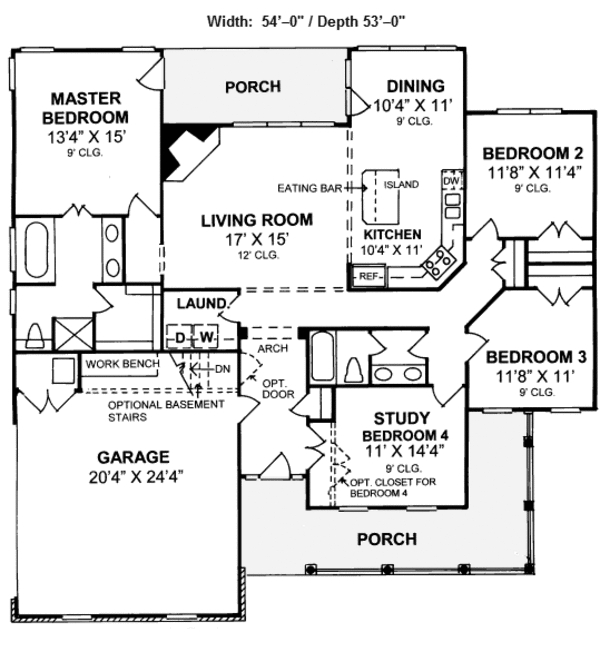 Width: 54'–0" / Depth 53'–0"
PORCH
DINING
10'4" X 11'
9' CLG.
MASTER
BEDROOM
13'4" X 15'
9' CLG.
BEDROOM 2
11'8" X 11'4"
9' CLG.
EATING BAR
ISLAND
DW
LIVING ROOM
17' X 15'
12' CLG.
KITCHEN
10'4" X 11'
REF
LAUND.
D W
ARCH
BEDROOM 3
11'8" X 11'
9' CLG.
WORK BENCH
DN
OPT.
DOOR
OPTIONAL BASEMENT
STAIRS
STUDY
BEDROOM 4
11' X 14'4"
9' CLG.
OPT. CLOSET FOR
BEDROOM 4
GARAGE
20'4" X 24'4"
PORCH